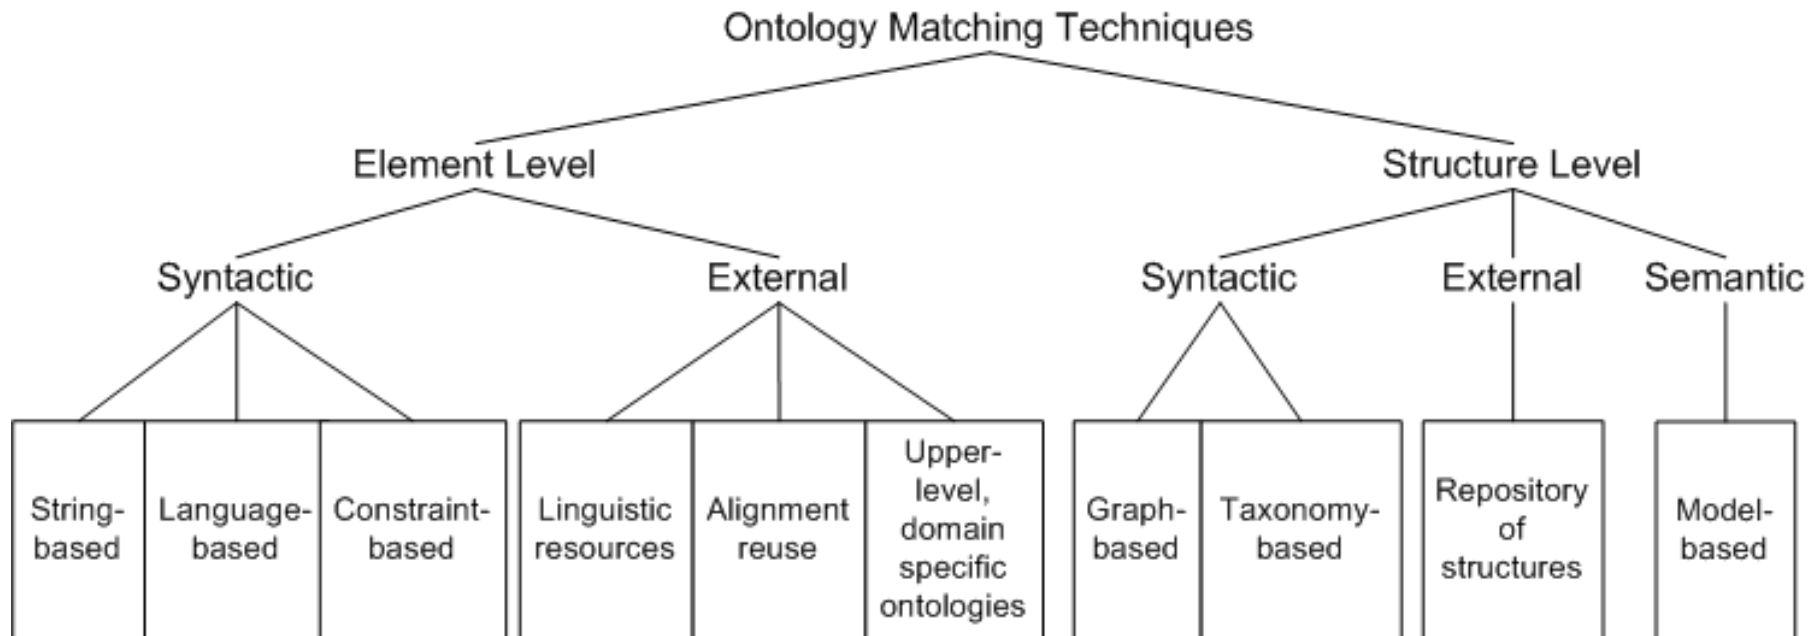 Ontology Matching Techniques
Element Level
Structure Level
Syntactic
External
Syntactic
External
Semantic
String-
based
Language-
based
Constraint-
based
Linguistic
resources
Alignment
reuse
Upper-
level,
domain
specific
ontologies
Graph-
based
Taxonomy-
based
Repository
of
structures
Model-
based